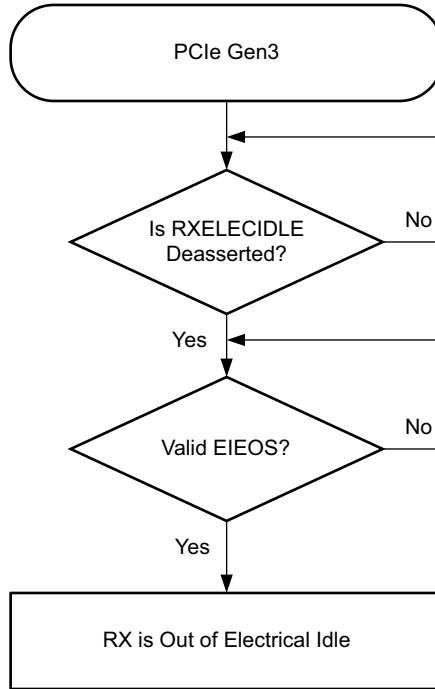 PCIe Gen3
Is RXELECIDLE
Deasserted?
No
Yes
Valid EIEOS?
No
Yes
RX is Out of Electrical Idle